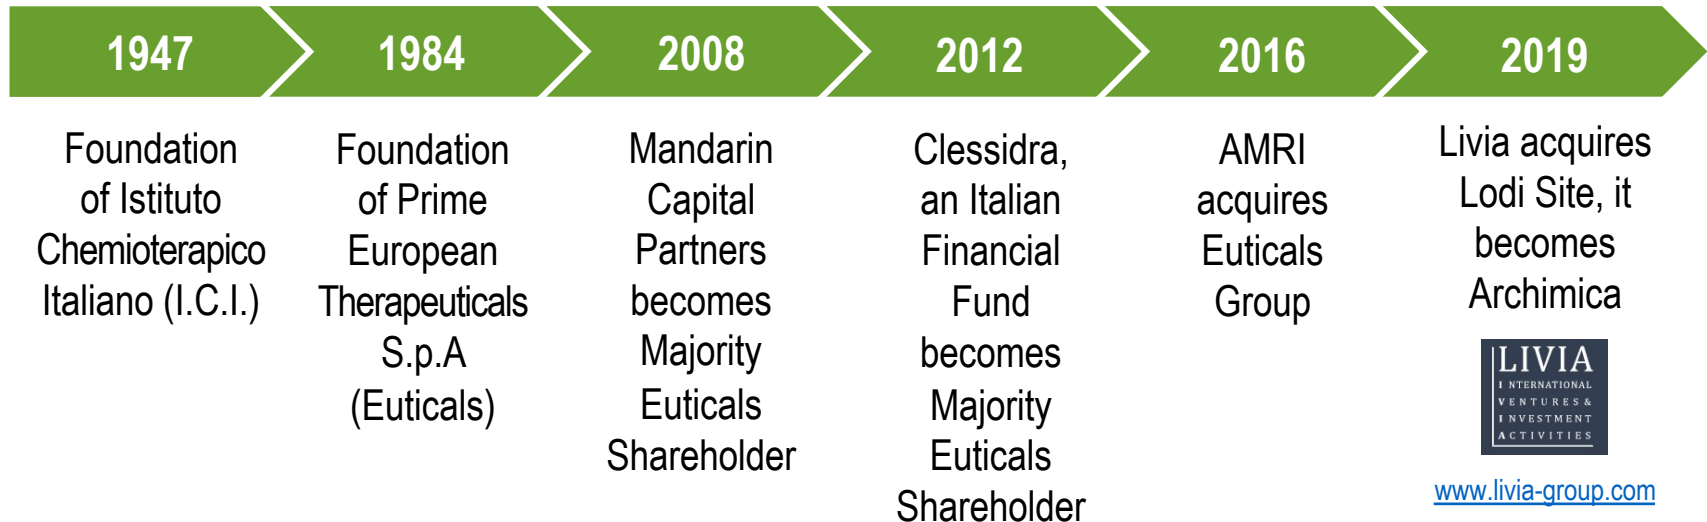 1947
1984
2008
2012
2016
2019
Foundation
of Istituto
Chemioterapico
Italiano (I.C.I.)
Foundation
of Prime
European
Therapeuticals
S.p.A
(Euticals)
Mandarin
Capital
Partners
becomes
Majority
Euticals
Shareholder
Clessidra,
an Italian
Financial
Fund
becomes
Majority
Euticals
Shareholder
AMRI
acquires
Euticals
Group
Livia acquires
Lodi Site, it
becomes
Archimica
LIVIA
INTERNATIONAL
VENTURES &
INVESTMENT
ACTIVITIES
www.livia-group.com